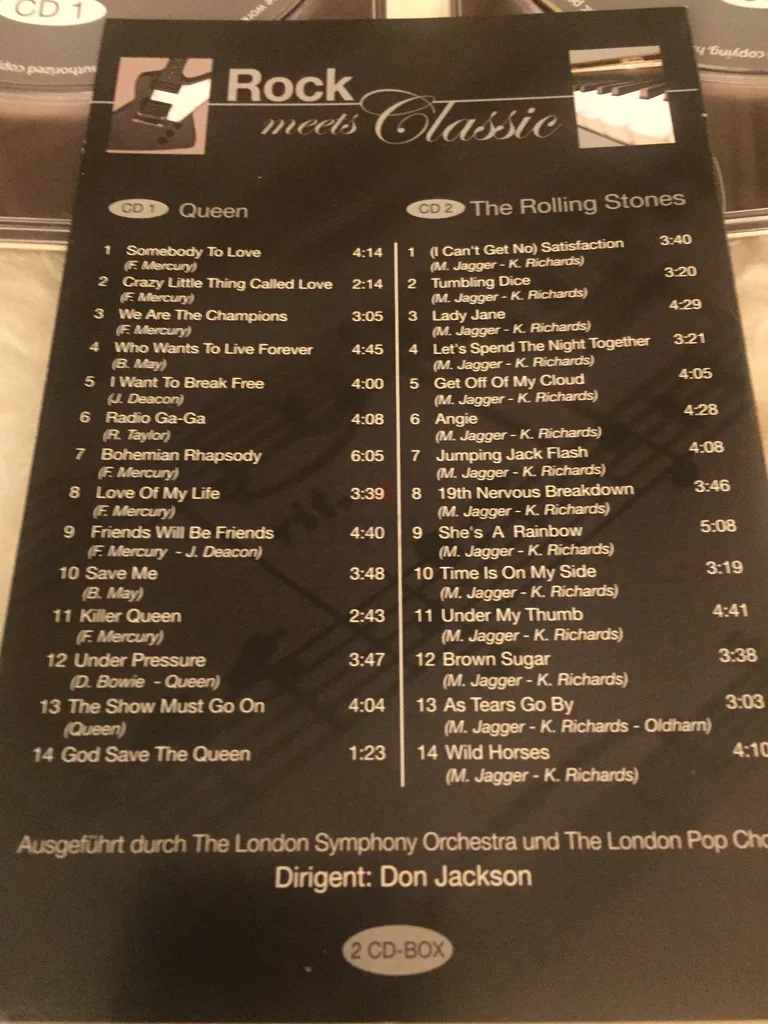 CD 1
authorized
copying
Rock
meets Classic
CD 1 Queen
1 Somebody To Love 4:14
(F. Mercury)
2 Crazy Little Thing Called Love 2:14
(F. Mercury)
3 We Are The Champions 3:05
(F. Mercury)
4 Who Wants To Live Forever 4:45
(B. May)
5 I Want To Break Free 4:00
(J. Deacon)
6 Radio Ga-Ga 4:08
(R. Taylor)
7 Bohemian Rhapsody 6:05
(F. Mercury)
8 Love Of My Life 3:39
(F. Mercury)
9 Friends Will Be Friends 4:40
(F. Mercury - J. Deacon)
10 Save Me 3:48
(B. May)
11 Killer Queen 2:43
(F. Mercury)
12 Under Pressure 3:47
(D. Bowie - Queen)
13 The Show Must Go On 4:04
(Queen)
14 God Save The Queen 1:23
CD 2 The Rolling Stones
1 (I Can't Get No) Satisfaction 3:40
(M. Jagger - K. Richards)
2 Tumbling Dice 3:20
(M. Jagger - K. Richards)
3 Lady Jane 4:29
(M. Jagger - K. Richards)
4 Let's Spend The Night Together 3:21
(M. Jagger - K. Richards)
5 Get Off Of My Cloud 4:05
(M. Jagger - K. Richards)
6 Angie 4:28
(M. Jagger - K. Richards)
7 Jumping Jack Flash 4:08
(M. Jagger - K. Richards)
8 19th Nervous Breakdown 3:46
(M. Jagger - K. Richards)
9 She's A Rainbow 5:08
(M. Jagger - K. Richards)
10 Time Is On My Side 3:19
(M. Jagger - K. Richards)
11 Under My Thumb 4:41
(M. Jagger - K. Richards)
12 Brown Sugar 3:38
(M. Jagger - K. Richards)
13 As Tears Go By 3:03
(M. Jagger - K. Richards - Oldharn)
14 Wild Horses 4:10
(M. Jagger - K. Richards)
Ausgeführt durch The London Symphony Orchestra und The London Pop Cho
Dirigent: Don Jackson
2 CD-BOX